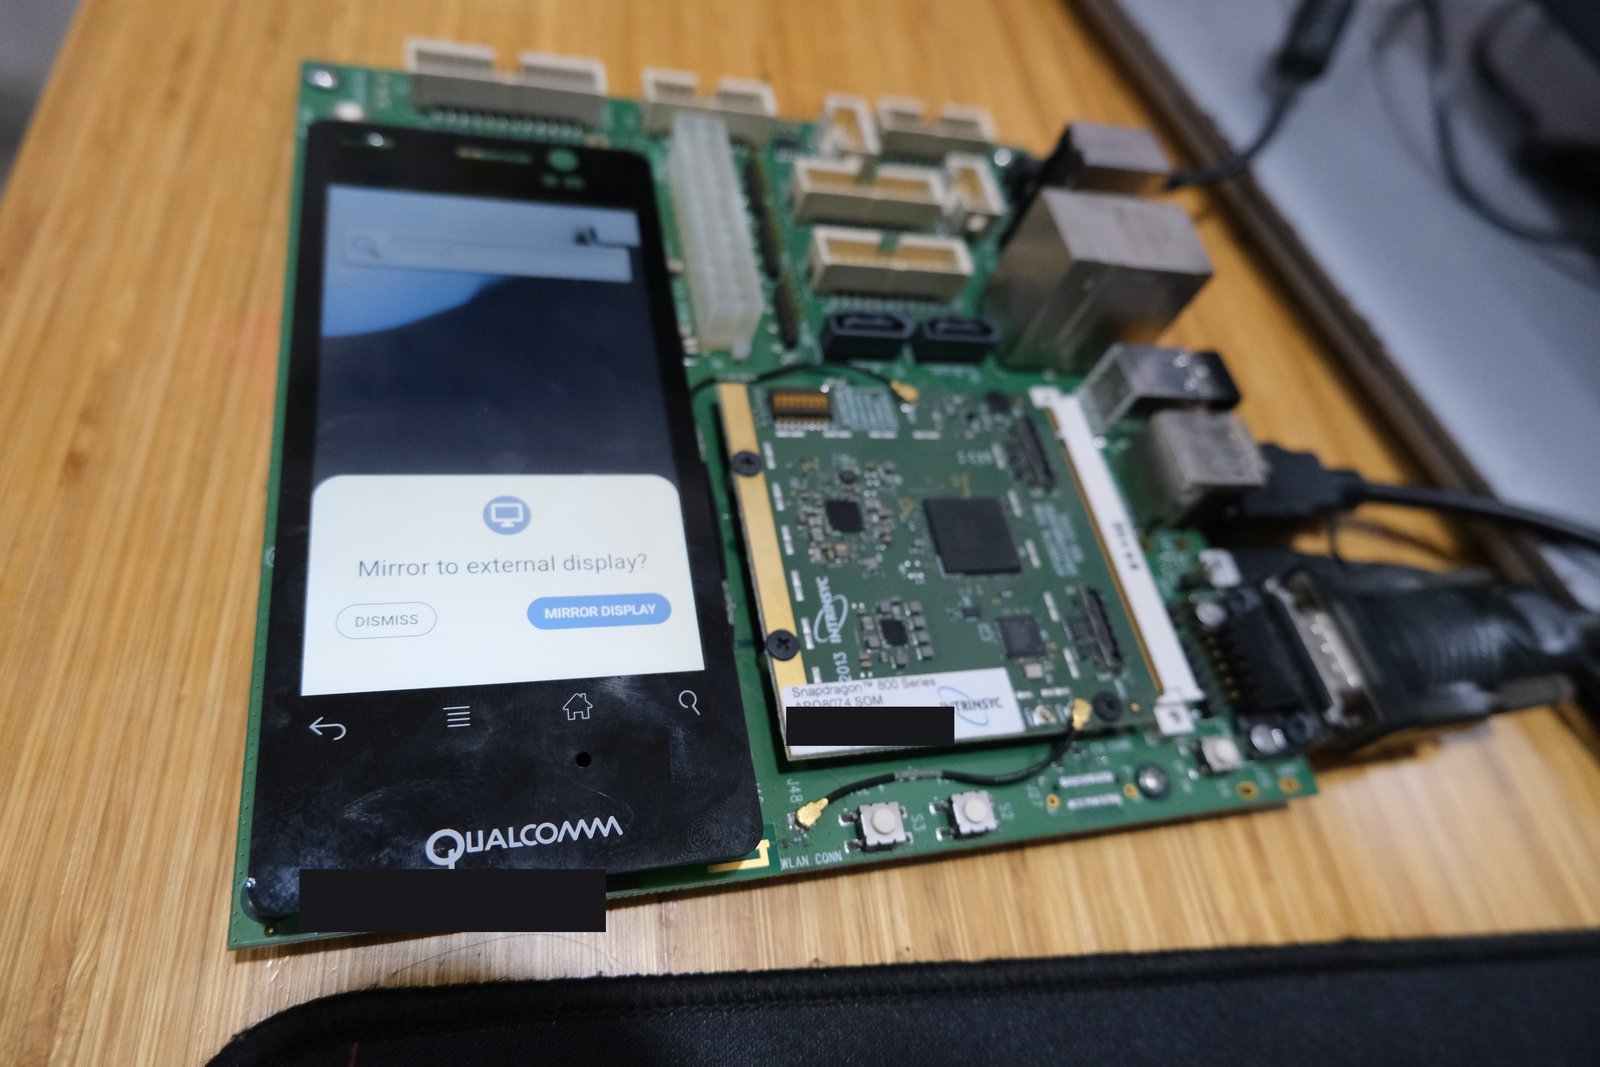 Mirror to external display?
DISMISS
MIRROR DISPLAY
QUALCOMM
INTRINSYC
2013
Snapdragon™ 800 Series
APQ8074 SOM
INTRINSYC
J48
S3
S2
WLAN CONN